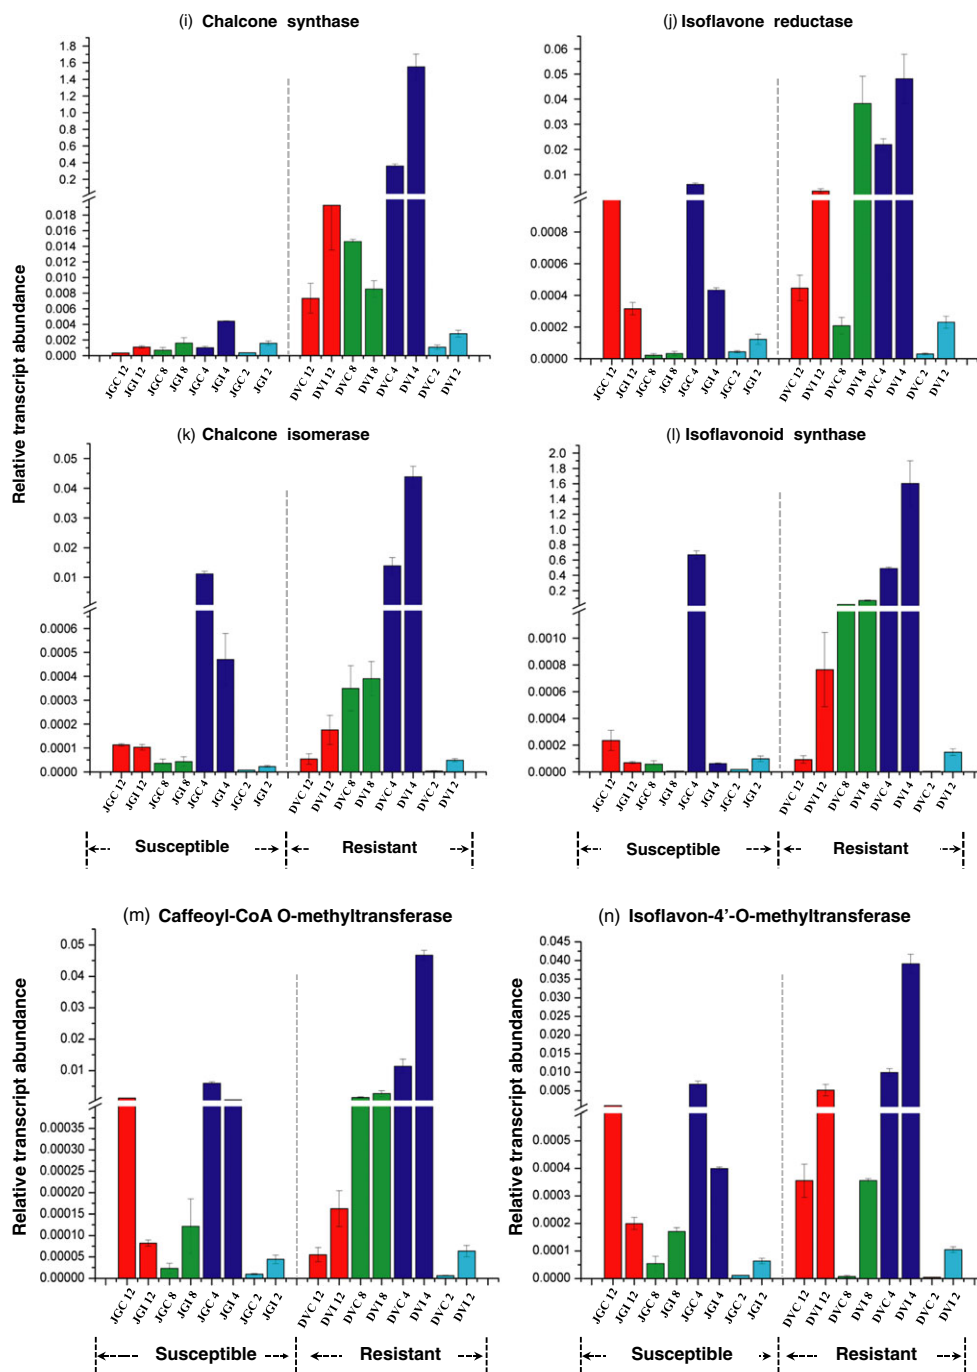 (i) Chalcone synthase
1.8
1.6
1.4
1.2
1.0
0.8
0.6
0.4
0.2
0.018
0.016
0.014
0.012
0.010
0.008
0.006
0.004
0.002
0.000
JGC 12
JGI 12
JGC 8
JGI 8
JGC 4
JGI 4
JGC 2
JGI 2
DVC 12
DVI 12
DVC 8
DVI 8
DVC 4
DVI 4
DVC 2
DVI 2
(j) Isoflavone reductase
0.06
0.05
0.04
0.03
0.02
0.01
0.0008
0.0006
0.0004
0.0002
0.0000
JGC 12
JGI 12
JGC 8
JGI 8
JGC 4
JGI 4
JGC 2
JGI 2
DVC 12
DVI 12
DVC 8
DVI 8
DVC 4
DVI 4
DVC 2
DVI 2
Relative transcript abundance
(k) Chalcone isomerase
0.05
0.04
0.03
0.02
0.01
0.0006
0.0005
0.0004
0.0003
0.0002
0.0001
0.0000
JGC 12
JGI 12
JGC 8
JGI 8
JGC 4
JGI 4
JGC 2
JGI 2
DVC 12
DVI 12
DVC 8
DVI 8
DVC 4
DVI 4
DVC 2
DVI 2
Susceptible Resistant
(l) Isoflavonoid synthase
2.0
1.8
1.6
1.4
1.2
1.0
0.8
0.6
0.4
0.2
0.0010
0.0008
0.0006
0.0004
0.0002
0.0000
JGC 12
JGI 12
JGC 8
JGI 8
JGC 4
JGI 4
JGC 2
JGI 2
DVC 12
DVI 12
DVC 8
DVI 8
DVC 4
DVI 4
DVC 2
DVI 2
Susceptible Resistant
(m) Caffeoyl-CoA O-methyltransferase
Relative transcript abundance
0.05
0.04
0.03
0.02
0.01
0.00035
0.00030
0.00025
0.00020
0.00015
0.00010
0.00005
0.00000
JGC 12
JGI 12
JGC 8
JGI 8
JGC 4
JGI 4
JGC 2
JGI 2
DVC 12
DVI 12
DVC 8
DVI 8
DVC 4
DVI 4
DVC 2
DVI 2
Susceptible Resistant
(n) Isoflavon-4’-O-methyltransferase
Relative transcript abundance
0.045
0.040
0.035
0.030
0.025
0.020
0.015
0.010
0.005
0.0005
0.0004
0.0003
0.0002
0.0001
0.0000
JGC 12
JGI 12
JGC 8
JGI 8
JGC 4
JGI 4
JGC 2
JGI 2
DVC 12
DVI 12
DVC 8
DVI 8
DVC 4
DVI 4
DVC 2
DVI 2
Susceptible Resistant